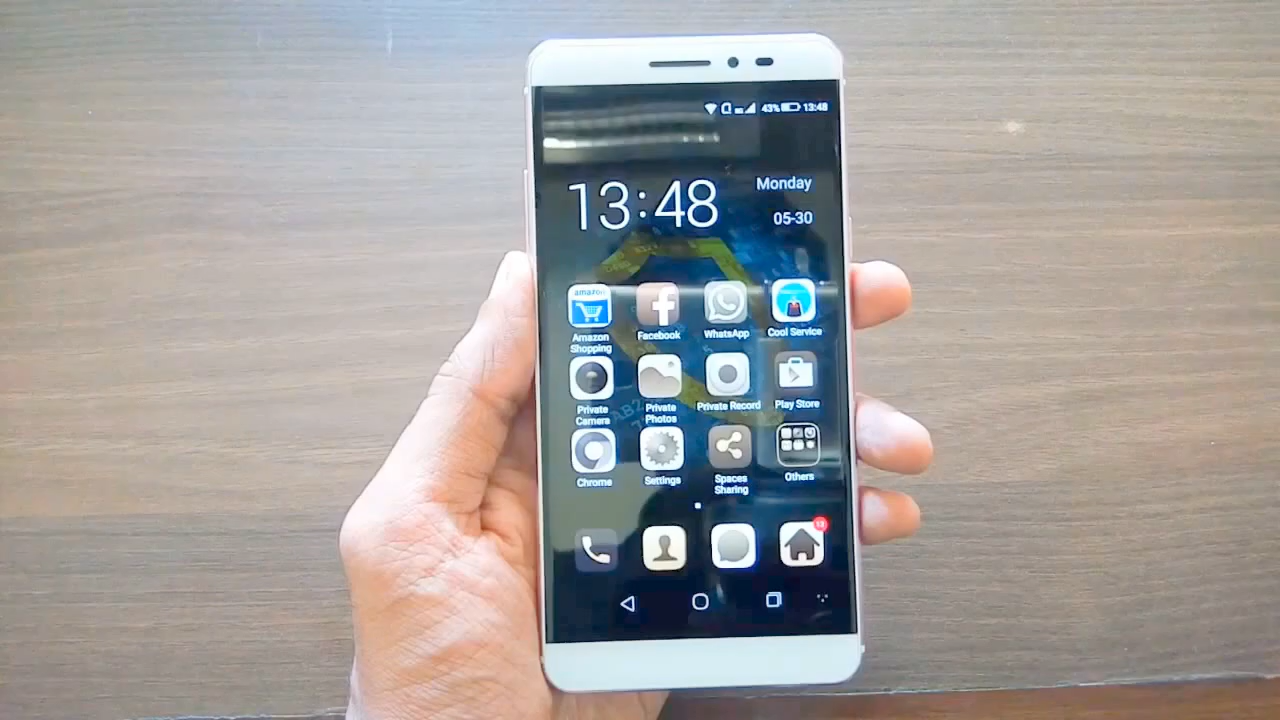 43% 13:48
13:48
Monday
05-30
amazon
Amazon
Shopping
Facebook
WhatsApp
Cool Service
Private
Camera
Private
Photos
Private Record
Play Store
Chrome
Settings
Spaces
Sharing
Others